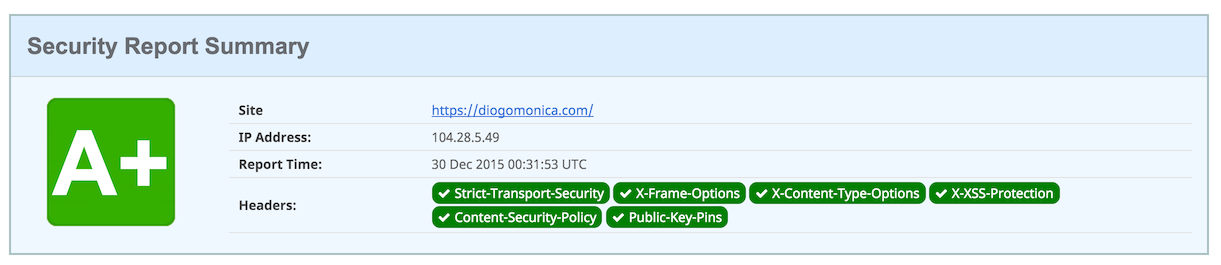 Security Report Summary
A+
Site https://diogomonica.com/
IP Address: 104.28.5.49
Report Time: 30 Dec 2015 00:31:53 UTC
Headers: Strict-Transport-Security X-Frame-Options X-Content-Type-Options X-XSS-Protection
Content-Security-Policy Public-Key-Pins